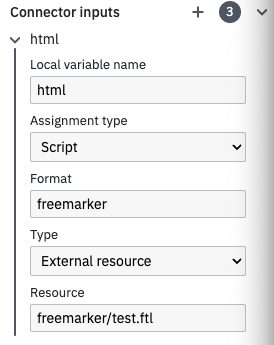 Connector inputs + 3
html
Local variable name
html
Assignment type
Script
Format
freemarker
Type
External resource
Resource
freemarker/test.ftl